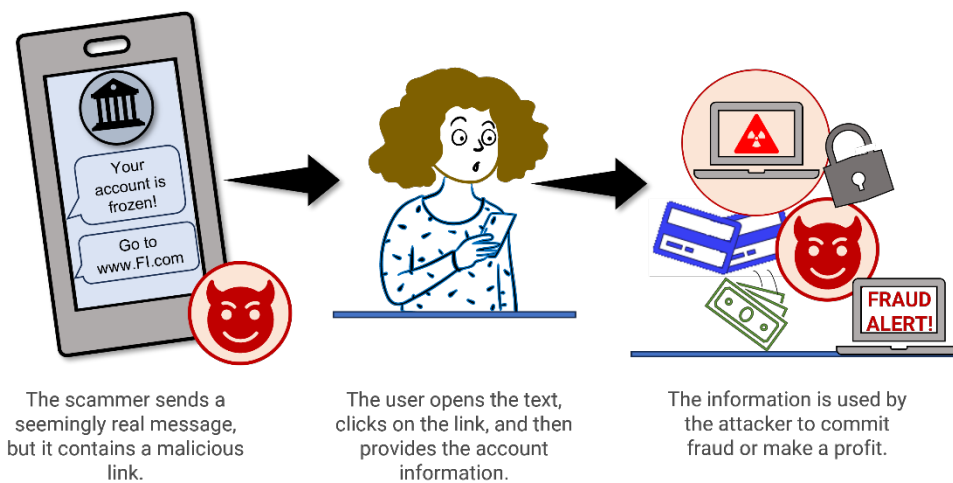 Your
account is
frozen!
Go to
www.FI.com
FRAUD
ALERT!
The scammer sends a
seemingly real message,
but it contains a malicious
link.
The user opens the text,
clicks on the link, and then
provides the account
information.
The information is used by
the attacker to commit
fraud or make a profit.